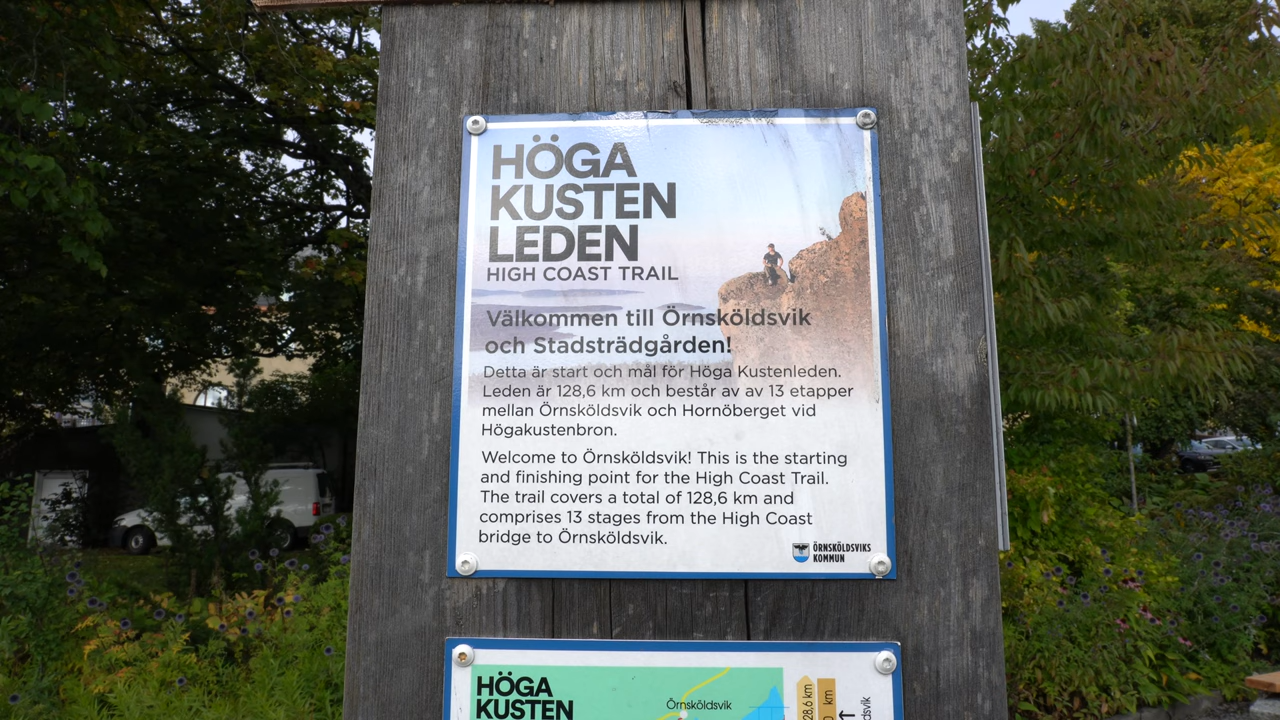 HÖGA
KUSTEN
LEDEN
HIGH COAST TRAIL
Välkommen till Örnsköldsvik
och Stadsträdgården!
Detta är start och mål för Höga Kustenleden.
Leden är 128,6 km och består av av 13 etapper
mellan Örnsköldsvik och Hornöberget vid
Högakustenbron.
Welcome to Örnsköldsvik! This is the starting
and finishing point for the High Coast Trail.
The trail covers a total of 128,6 km and
comprises 13 stages from the High Coast
bridge to Örnsköldsvik.
ÖRNSKÖLDSVIKS
KOMMUN
HÖGA
KUSTEN
Örnsköldsvik
km